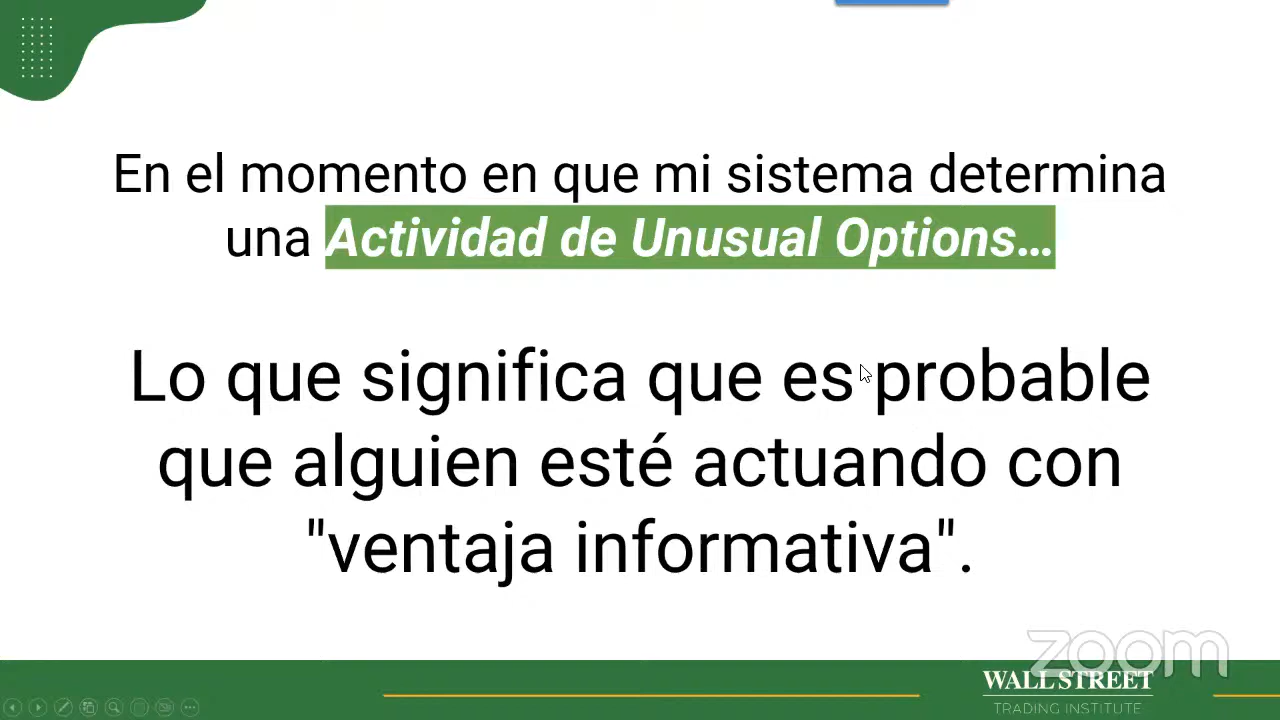 En el momento en que mi sistema determina
una Actividad de Unusual Options...
Lo que significa que es probable
que alguien esté actuando con
"ventaja informativa".
zoom
WALL STREET
TRADING INSTITUTE